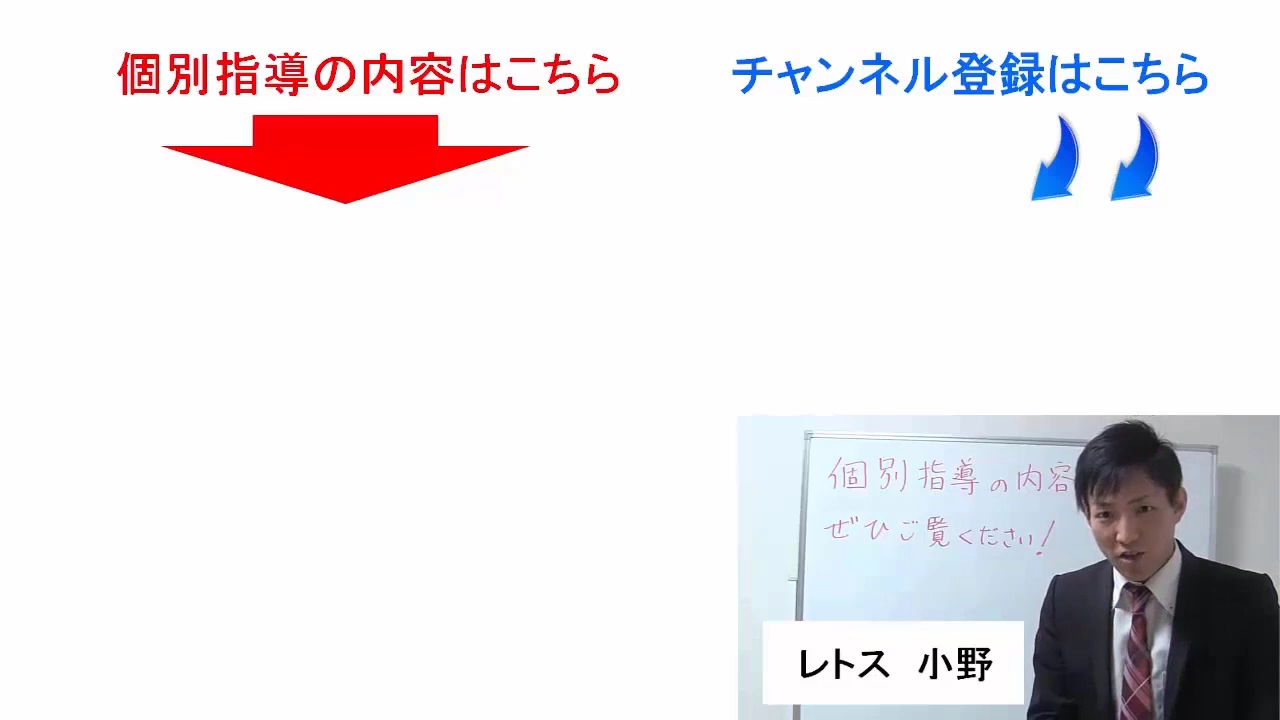 個別指導の内容はこちら
チャンネル登録はこちら
個別指導の内容
ぜひご覧ください!
レトス 小野